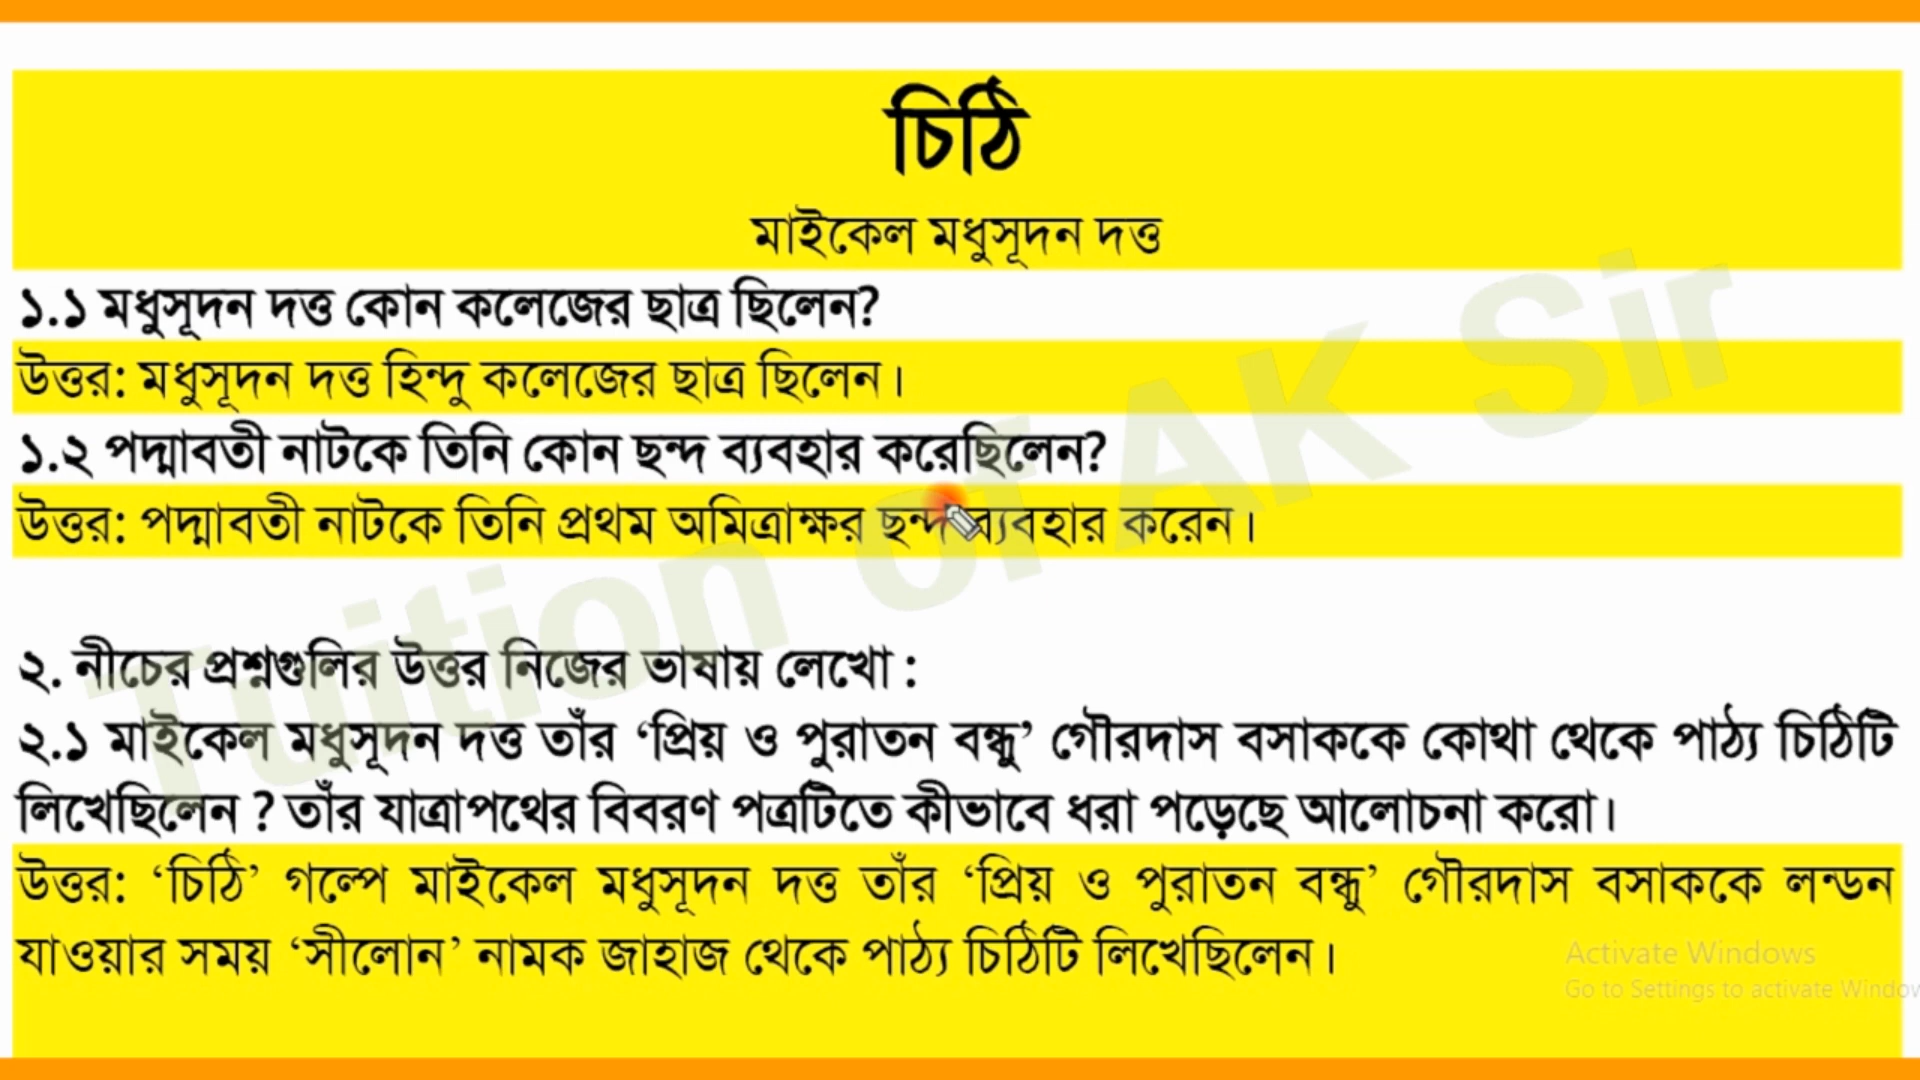 চিঠি
মাইকেল মধুসূদন দত্ত
১.১ মধুসূদন দত্ত কোন কলেজের ছাত্র ছিলেন?
উত্তর: মধুসূদন দত্ত হিন্দু কলেজের ছাত্র ছিলেন।
১.২ পদ্মাবতী নাটকে তিনি কোন ছন্দ ব্যবহার করেছিলেন?
উত্তর: পদ্মাবতী নাটকে তিনি প্রথম অমিত্রাক্ষর ছন্দ ব্যবহার করেন।
২. নীচের প্রশ্নগুলির উত্তর নিজের ভাষায় লেখো :
২.১ মাইকেল মধুসূদন দত্ত তাঁর ‘প্রিয় ও পুরাতন বন্ধু’ গৌরদাস বসাককে কোথা থেকে পাঠ্য চিঠিটি
লিখেছিলেন ? তাঁর যাত্রাপথের বিবরণ পত্রটিতে কীভাবে ধরা পড়েছে আলোচনা করো।
উত্তর: ‘চিঠি’ গল্পে মাইকেল মধুসূদন দত্ত তাঁর ‘প্রিয় ও পুরাতন বন্ধু’ গৌরদাস বসাককে লন্ডন
যাওয়ার সময় ‘সীলোন’ নামক জাহাজ থেকে পাঠ্য চিঠিটি লিখেছিলেন।
Tuition of AK Sir
Activate Windows
Go to Settings to activate Window